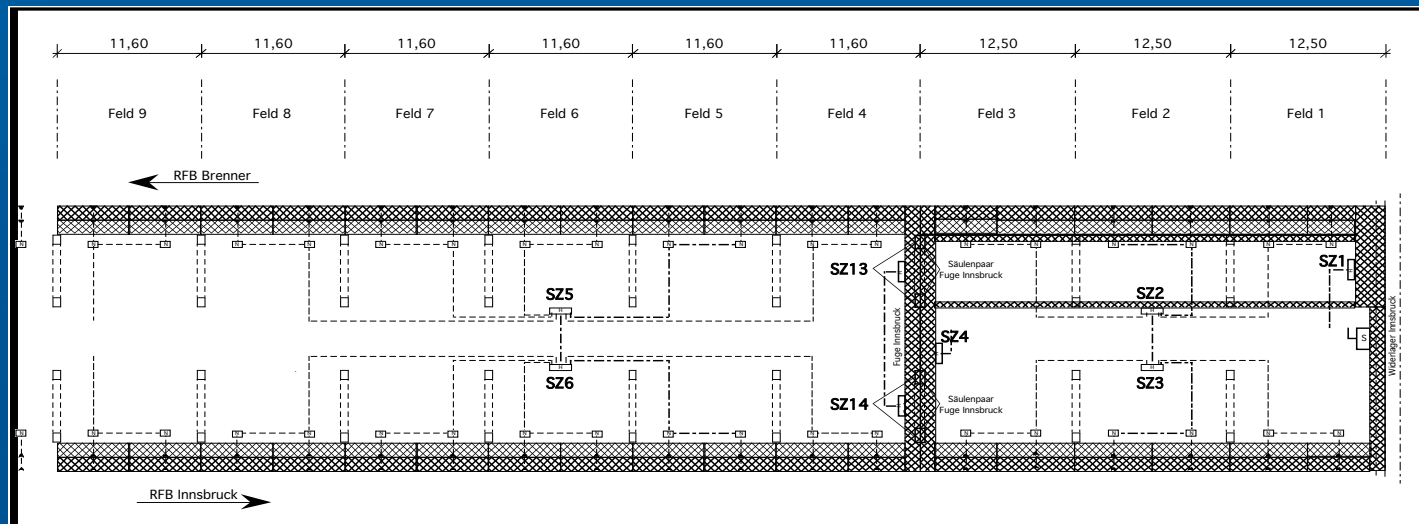 11,60 11,60 11,60 11,60 11,60 11,60 12,50 12,50 12,50
Feld 9 Feld 8 Feld 7 Feld 6 Feld 5 Feld 4 Feld 3 Feld 2 Feld 1
RFB Brenner
N N N N N N N N N N N N N N N N N N N
SZ13
Säulenpaar
Fuge Innsbruck
SZ1
SZ5
H
SZ2
H
Fuge Innsbruck
SZ4
S
Widerlager Innsbruck
H
SZ6
H
SZ3
SZ14
Säulenpaar
Fuge Innsbruck
N N N N N N N N N N N N N N N N N N N
RFB Innsbruck